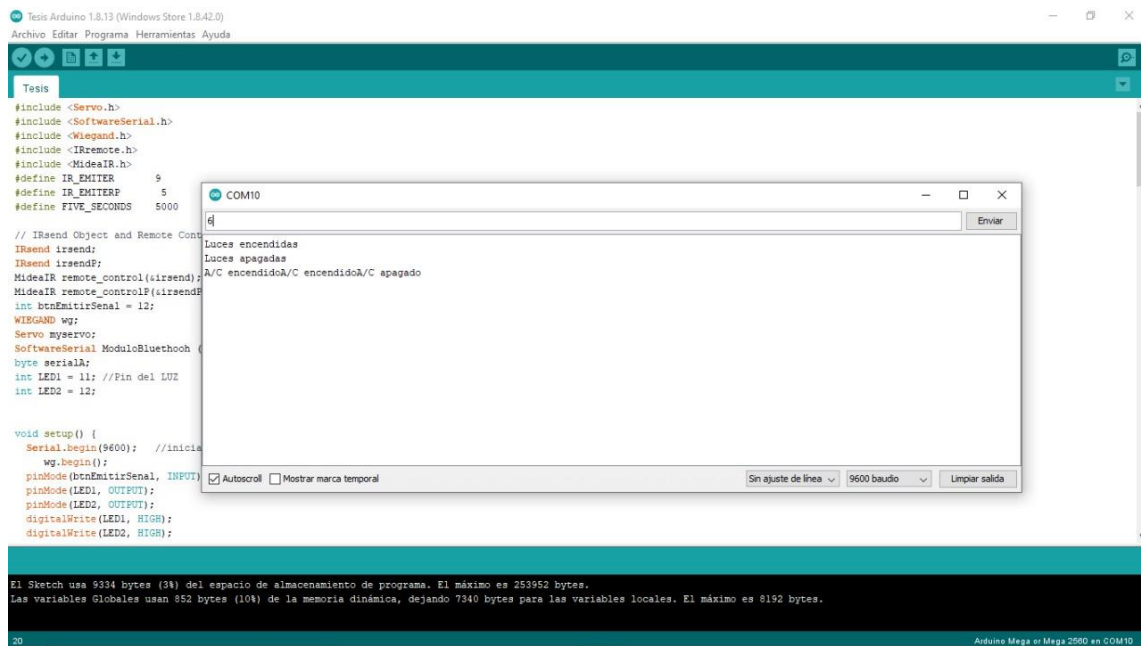 Tesis Arduino 1.8.13 (Windows Store 1.8.42.0)
Archivo Editar Programa Herramientas Ayuda
Tesis
#include <Servo.h>
#include <SoftwareSerial.h>
#include <Wiegand.h>
#include <IRremote.h>
#include <MideaIR.h>
#define IR_EMITER 9
#define IR_EMITERP 5
#define FIVE_SECONDS 5000
// IRsend Object and Remote Cont
IRsend irsend;
IRsend irsendP;
MideaIR remote_control(&irsend);
MideaIR remote_controlP(&irsendP
int btnEmitirSenal = 12;
WIEGAND wg;
Servo myservo;
SoftwareSerial ModuloBluethooh (
byte serialA;
int LED1 = 11; //Pin del LUZ
int LED2 = 12;
void setup() {
Serial.begin(9600); //inicia
wg.begin();
pinMode(btnEmitirSenal, INPUT)
pinMode(LED1, OUTPUT);
pinMode(LED2, OUTPUT);
digitalWrite(LED1, HIGH);
digitalWrite(LED2, HIGH);
COM10
6
Enviar
Luces encendidas
Luces apagadas
A/C encendidoA/C encendidoA/C apagado
Autoscroll Mostrar marca temporal
Sin ajuste de línea 9600 baudio Limpiar salida
El Sketch usa 9334 bytes (3%) del espacio de almacenamiento de programa. El máximo es 253952 bytes.
Las variables Globales usan 852 bytes (10%) de la memoria dinámica, dejando 7340 bytes para las variables locales. El máximo es 8192 bytes.
20
Arduino Mega or Mega 2560 en COM10